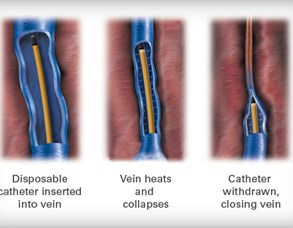 Disposable
catheter inserted
into vein
Vein heats
and
collapses
Catheter
withdrawn,
closing vein